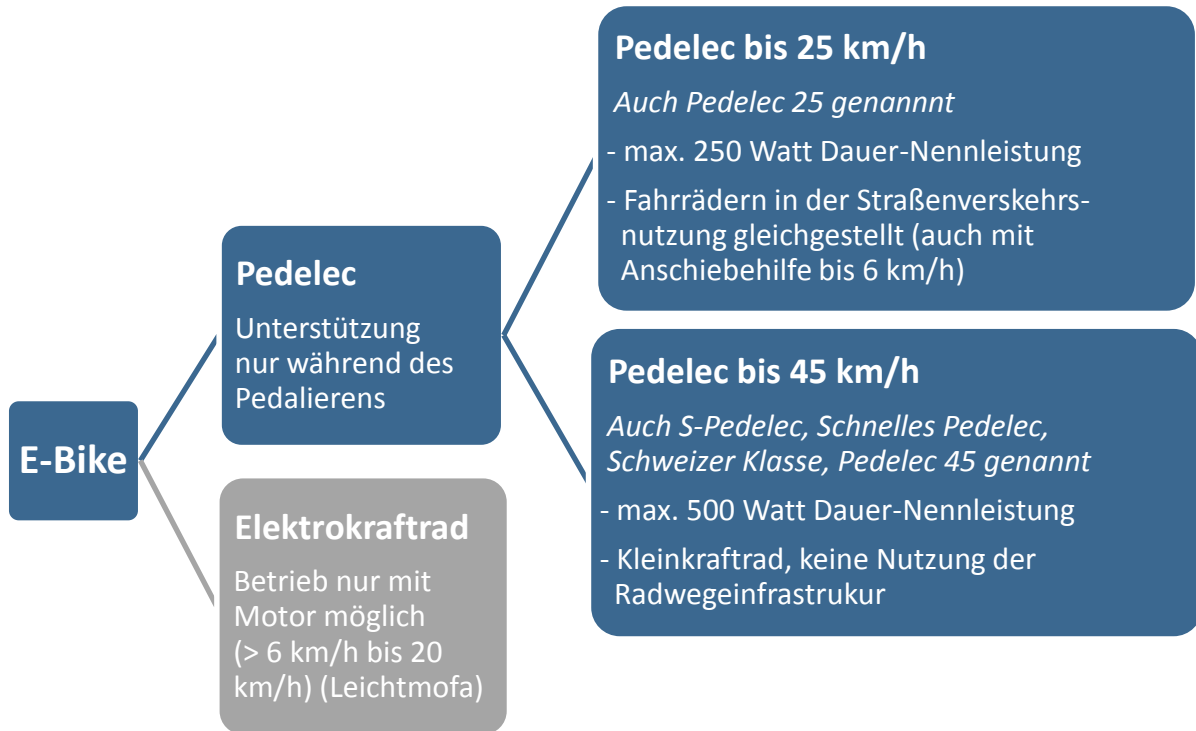 E-Bike
Pedelec
Unterstützung
nur während des
Pedalierens
Elektrokraftrad
Betrieb nur mit
Motor möglich
(> 6 km/h bis 20
km/h) (Leichtmofa)
Pedelec bis 25 km/h
Auch Pedelec 25 genannnt
- max. 250 Watt Dauer-Nennleistung
- Fahrrädern in der Straßenverskehrs-
nutzung gleichgestellt (auch mit
Anschiebehilfe bis 6 km/h)
Pedelec bis 45 km/h
Auch S-Pedelec, Schnelles Pedelec,
Schweizer Klasse, Pedelec 45 genannt
- max. 500 Watt Dauer-Nennleistung
- Kleinkraftrad, keine Nutzung der
Radwegeinfrastrukur